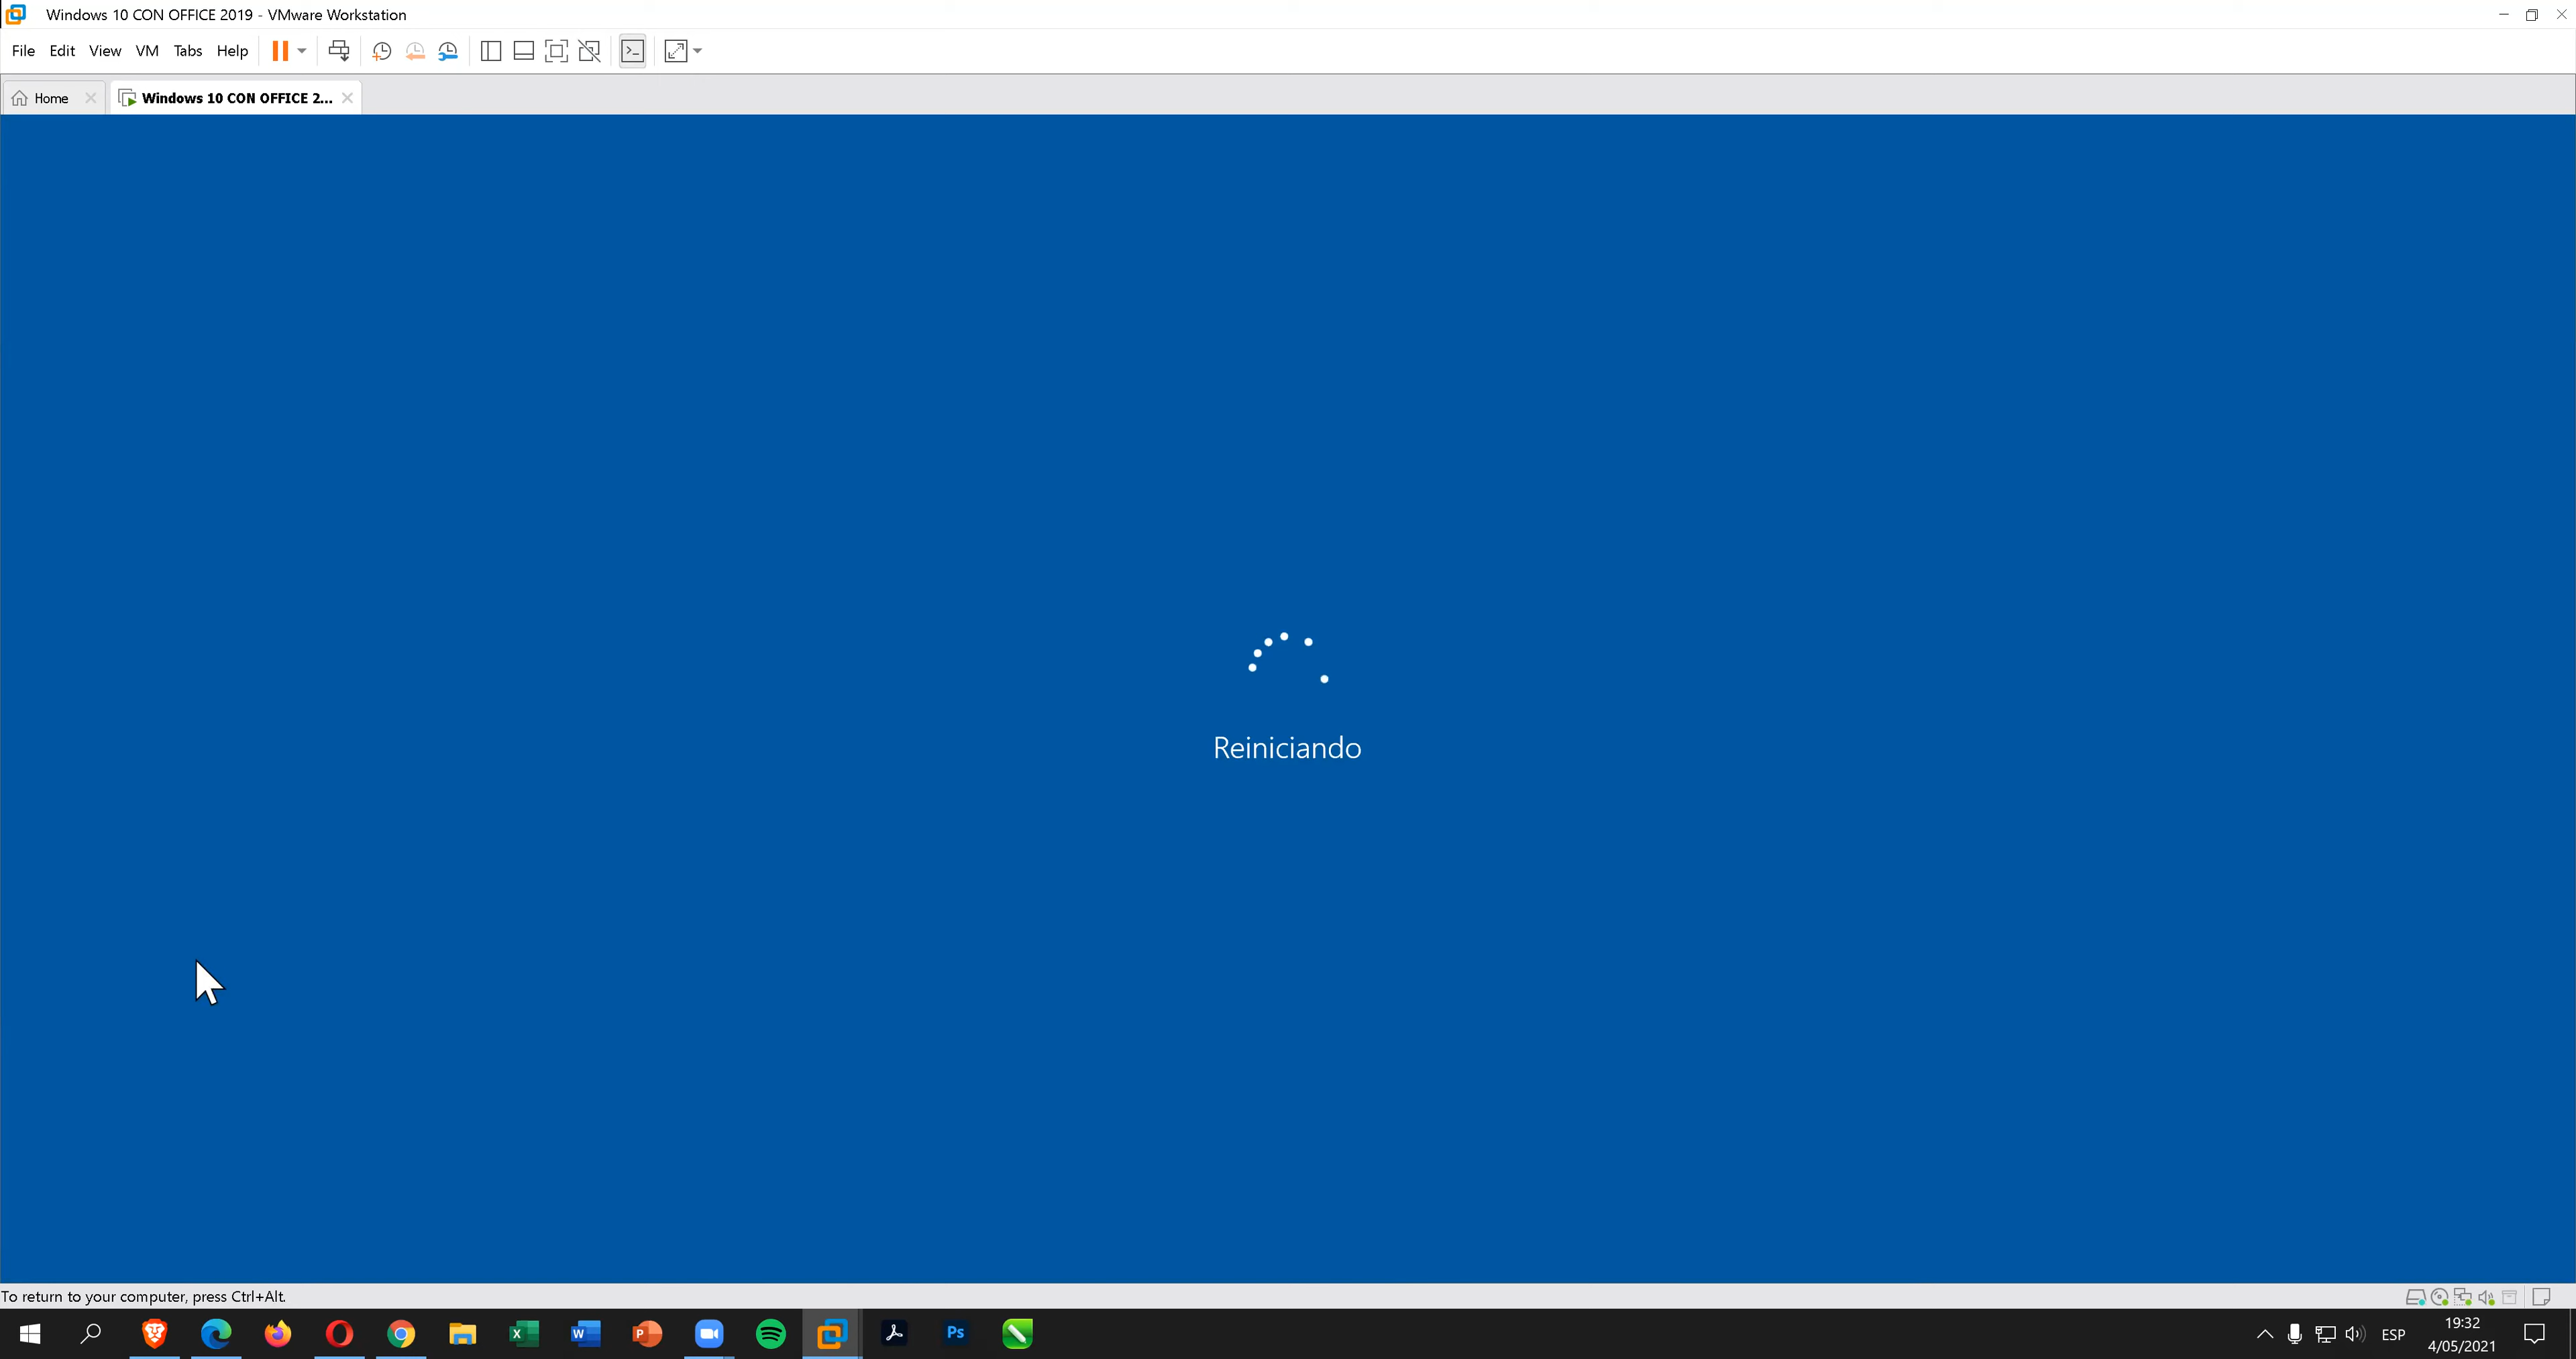 Windows 10 CON OFFICE 2019 - VMware Workstation
File Edit View VM Tabs Help
Home
Windows 10 CON OFFICE 2...
Reiniciando
To return to your computer, press Ctrl+Alt.
Ps
ESP
19:32
4/05/2021